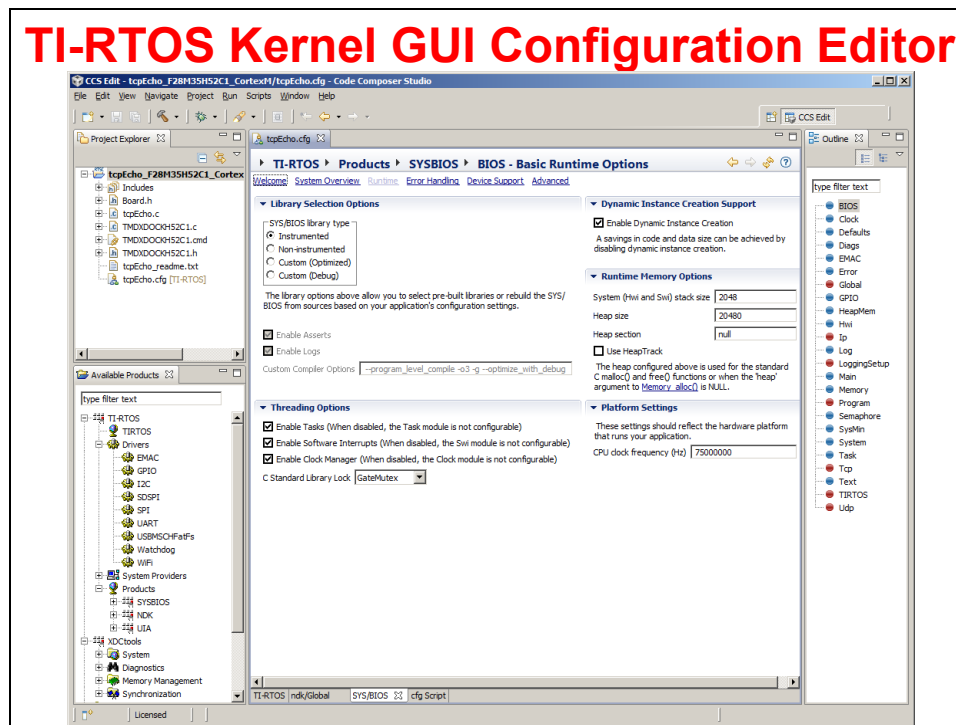 TI-RTOS Kernel GUI Configuration Editor
CCS Edit - tcpEcho_F28M35H52C1_CortexM/tcpEcho.cfg - Code Composer Studio
File Edit View Navigate Project Run Scripts Window Help
CCS Edit
Project Explorer
tcpEcho_F28M35H52C1_Cortex
Includes
Board.h
tcpEcho.c
TMDXDOCKH52C1.c
TMDXDOCKH52C1.cmd
TMDXDOCKH52C1.h
tcpEcho_readme.txt
tcpEcho.cfg [TI-RTOS]
Available Products
type filter text
TI-RTOS
TIRTOS
Drivers
EMAC
GPIO
I2C
SDSPI
SPI
UART
USBMSCHFatFs
Watchdog
WiFi
System Providers
Products
SYSBIOS
NDK
UIA
XDCtools
System
Diagnostics
Memory Management
Synchronization
tcpEcho.cfg
TI-RTOS Products SYSBIOS BIOS - Basic Runtime Options
Welcome System Overview Runtime Error Handling Device Support Advanced
Library Selection Options
SYS/BIOS library type
Instrumented
Non-instrumented
Custom (Optimized)
Custom (Debug)
The library options above allow you to select pre-built libraries or rebuild the SYS/
BIOS from sources based on your application's configuration settings.
Enable Asserts
Enable Logs
Custom Compiler Options --program_level_compile -o3 -g --optimize_with_debug
Threading Options
Enable Tasks (When disabled, the Task module is not configurable)
Enable Software Interrupts (When disabled, the Swi module is not configurable)
Enable Clock Manager (When disabled, the Clock module is not configurable)
C Standard Library Lock GateMutex
Dynamic Instance Creation Support
Enable Dynamic Instance Creation
A savings in code and data size can be achieved by
disabling dynamic instance creation.
Runtime Memory Options
System (Hwi and Swi) stack size 2048
Heap size 20480
Heap section null
Use HeapTrack
The heap configured above is used for the standard
C malloc() and free() functions or when the 'heap'
argument to Memory_alloc() is NULL.
Platform Settings
These settings should reflect the hardware platform
that runs your application.
CPU clock frequency (Hz) 75000000
TI-RTOS ndk/Global SYS/BIOS cfg Script
Outline
type filter text
BIOS
Clock
Defaults
Diags
EMAC
Error
Global
GPIO
HeapMem
Hwi
Ip
Log
LoggingSetup
Main
Memory
Program
Semaphore
SysMin
System
Task
Tcp
Text
TIRTOS
Udp
Licensed